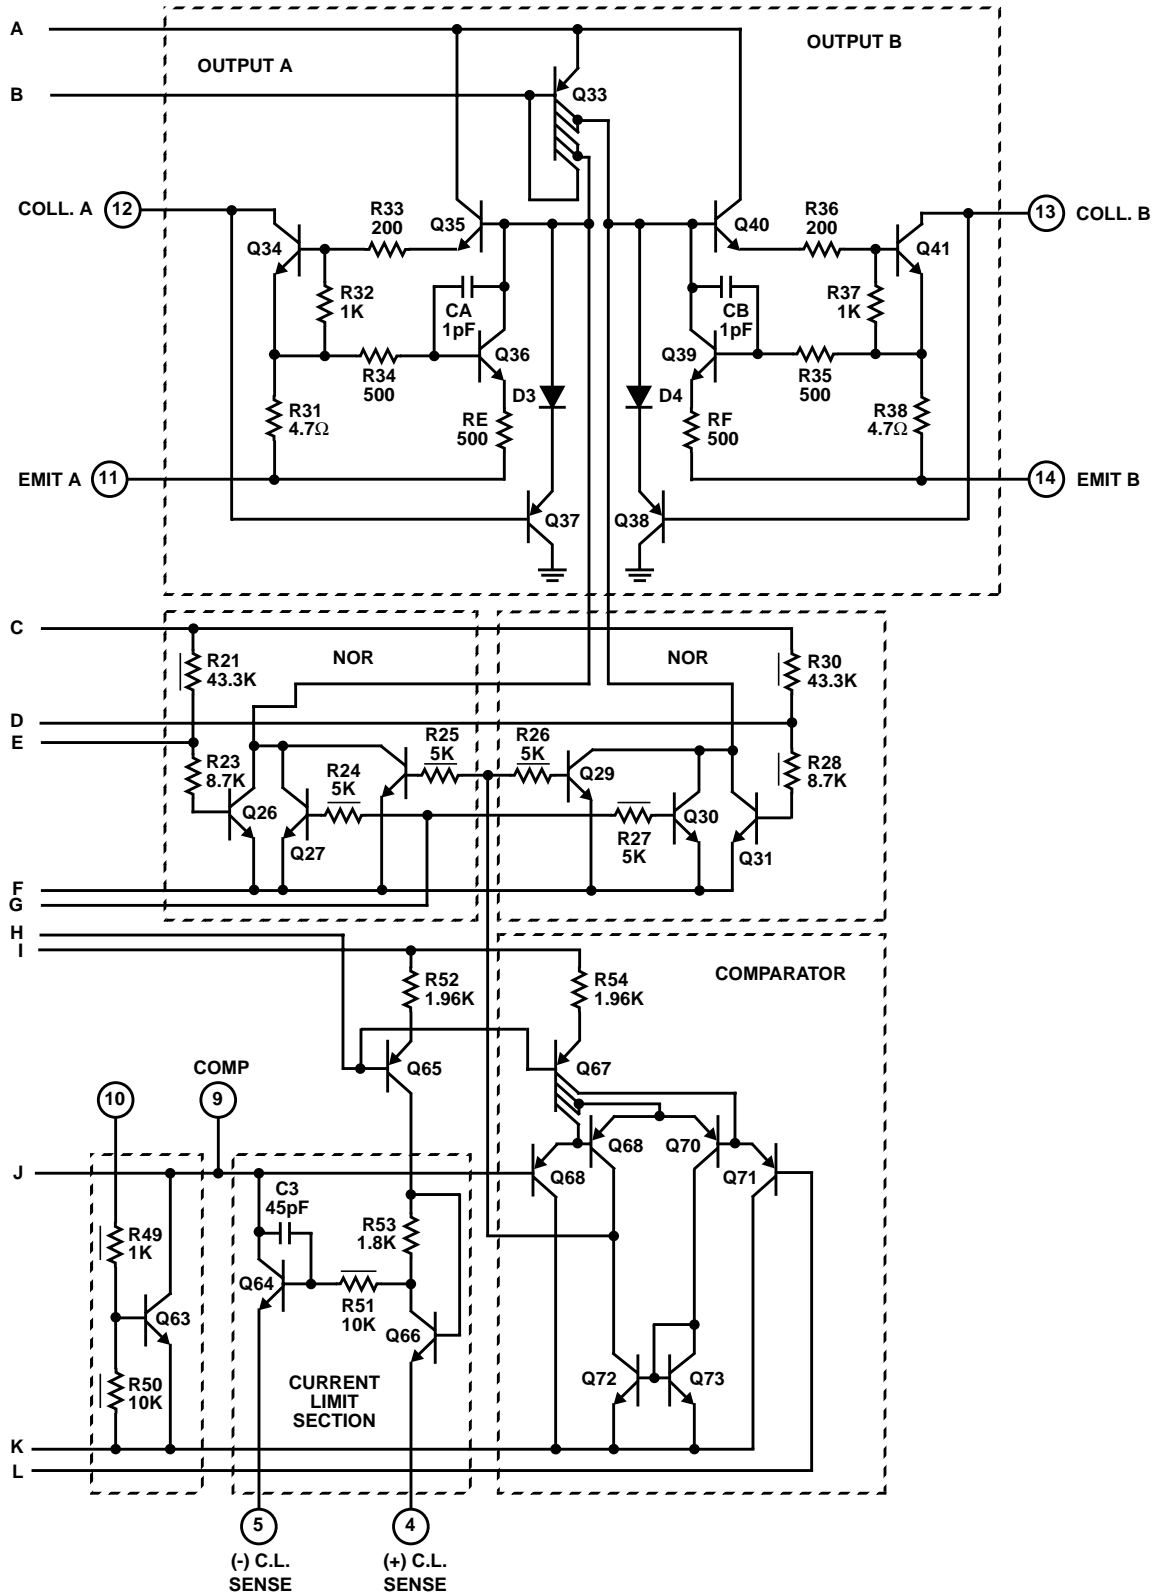 A
OUTPUT A
OUTPUT B
B
Q33
COLL. A
12
R33
200
Q35
Q40
R36
200
13
COLL. B
Q34
Q41
R32
1K
CA
1pF
CB
1pF
R37
1K
Q36
Q39
R34
500
R35
500
D3
D4
R31
4.7Ω
RE
500
RF
500
R38
4.7Ω
EMIT A
11
14
EMIT B
Q37
Q38
C
NOR
NOR
R21
43.3K
R30
43.3K
D
E
R25
5K
R26
5K
R23
8.7K
R24
5K
Q29
R28
8.7K
Q26
Q30
Q27
R27
5K
Q31
F
G
H
I
COMPARATOR
R52
1.96K
R54
1.96K
COMP
Q65
Q67
10
9
Q68
Q70
J
Q68
Q71
C3
45pF
R49
1K
R53
1.8K
Q64
R51
10K
Q63
Q66
R50
10K
CURRENT
LIMIT
SECTION
Q72
Q73
K
L
5
4
(-) C.L.
SENSE
(+) C.L.
SENSE